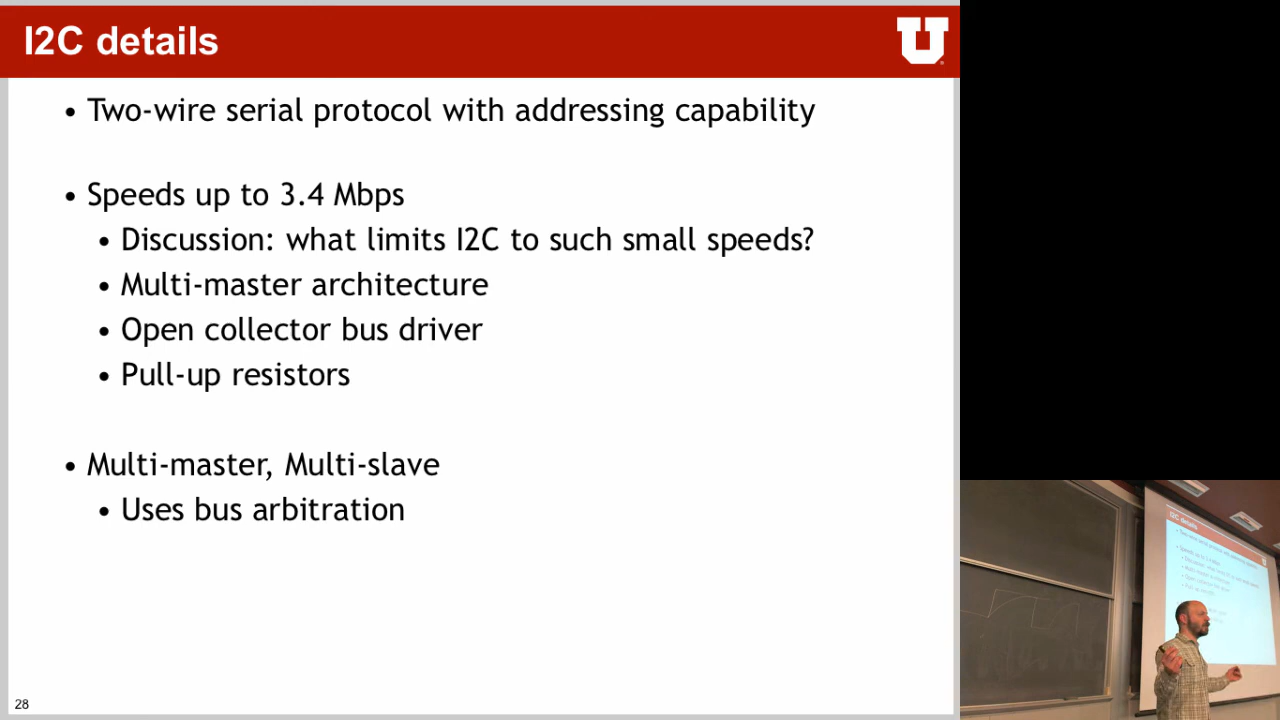 I2C details
U
• Two-wire serial protocol with addressing capability
• Speeds up to 3.4 Mbps
• Discussion: what limits I2C to such small speeds?
• Multi-master architecture
• Open collector bus driver
• Pull-up resistors
• Multi-master, Multi-slave
• Uses bus arbitration
28
I2C details